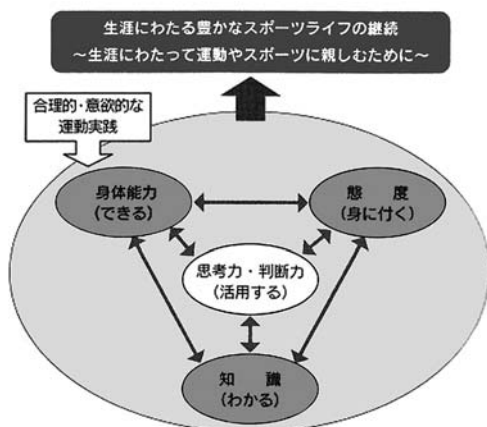 生涯にわたる豊かなスポーツライフの継続
～生涯にわたって運動やスポーツに親しむために～
合理的・意欲的な
運動実践
身体能力
(できる)
態　度
(身に付く)
思考力・判断力
(活用する)
知　識
(わかる)